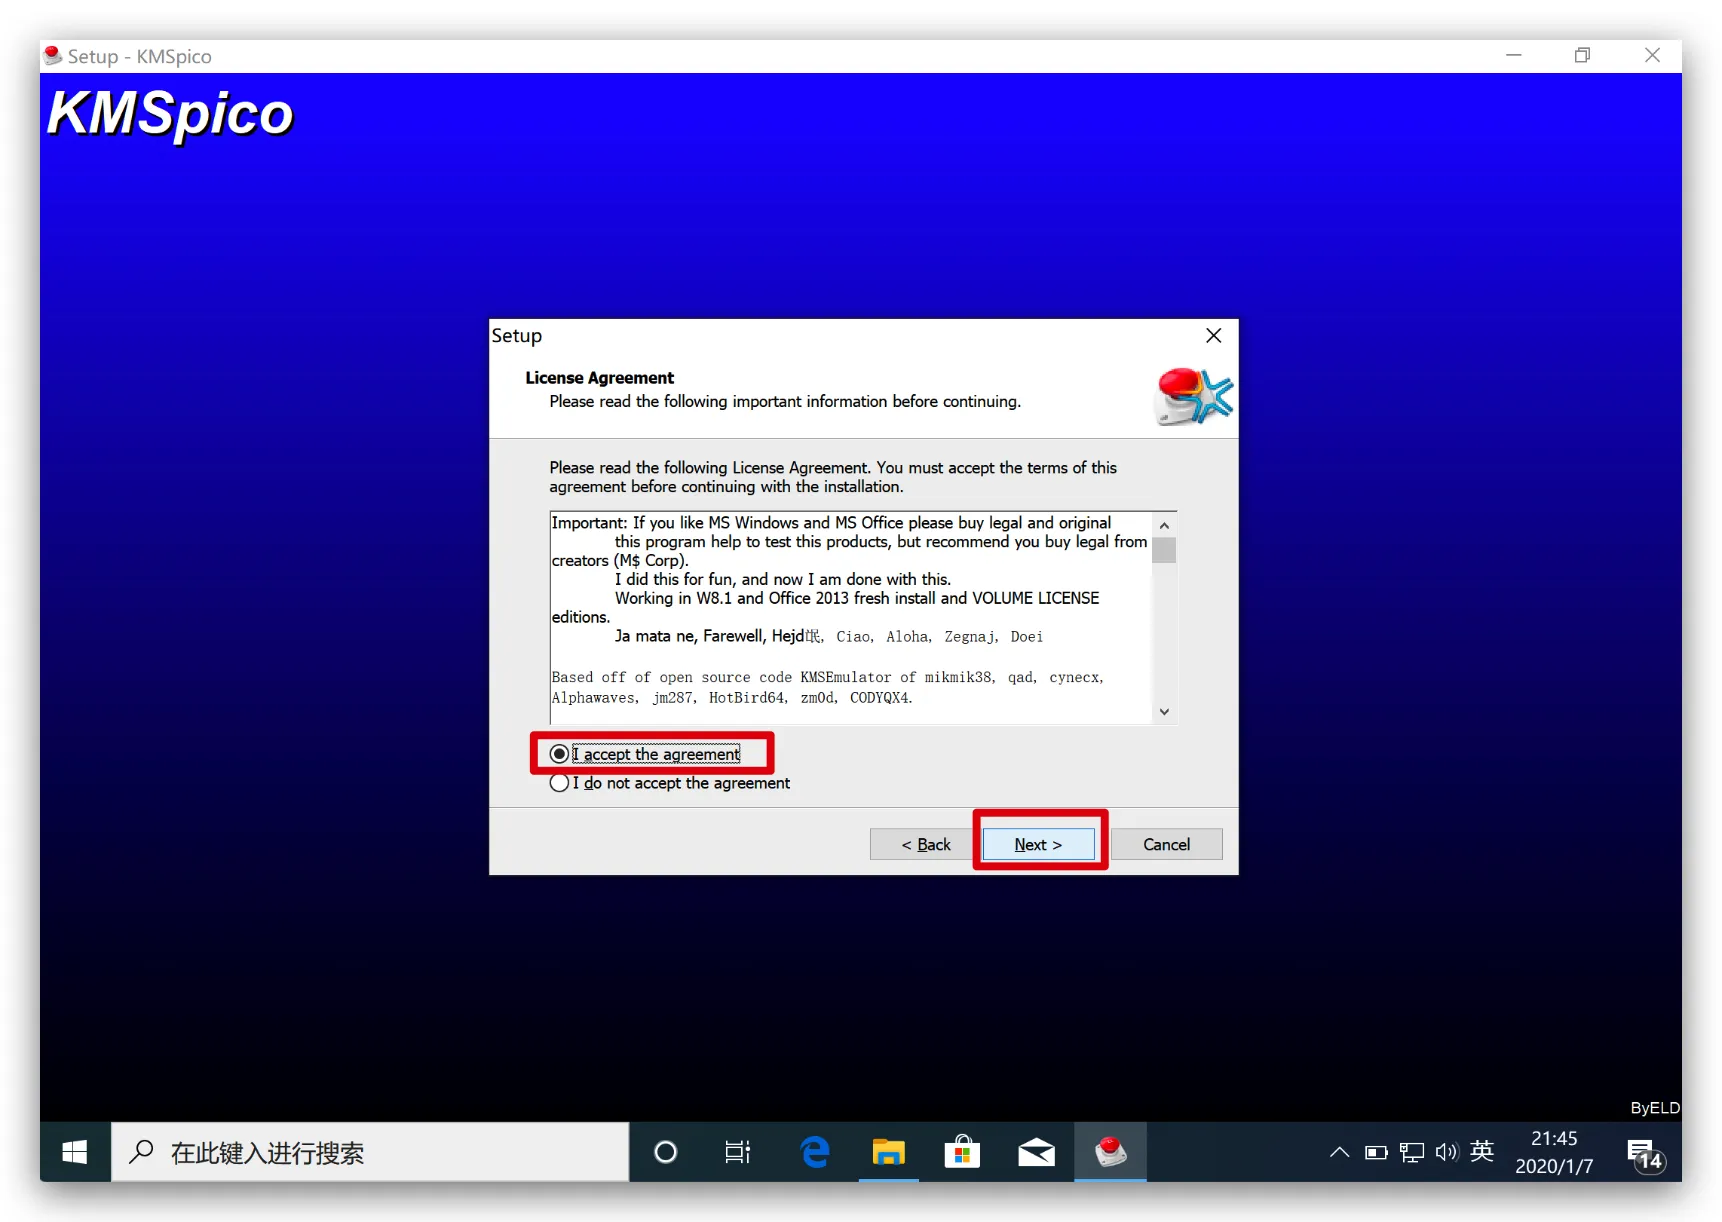 Setup - KMSpico
KMSpico
Setup
License Agreement
Please read the following important information before continuing.
Please read the following License Agreement. You must accept the terms of this
agreement before continuing with the installation.
Important: If you like MS Windows and MS Office please buy legal and original
this program help to test this products, but recommend you buy legal from
creators (M$ Corp).
I did this for fun, and now I am done with this.
Working in W8.1 and Office 2013 fresh install and VOLUME LICENSE
editions.
Ja mata ne, Farewell, Hejd氓, Ciao, Aloha, Zegnaj, Doei
Based off of open source code KMSEmulator of mikmik38, qad, cynecx,
Alphawaves, jm287, HotBird64, zm0d, CODYQX4.
I accept the agreement
I do not accept the agreement
< Back
Next >
Cancel
ByELD
在此键入进行搜索
英
21:45
2020/1/7
14